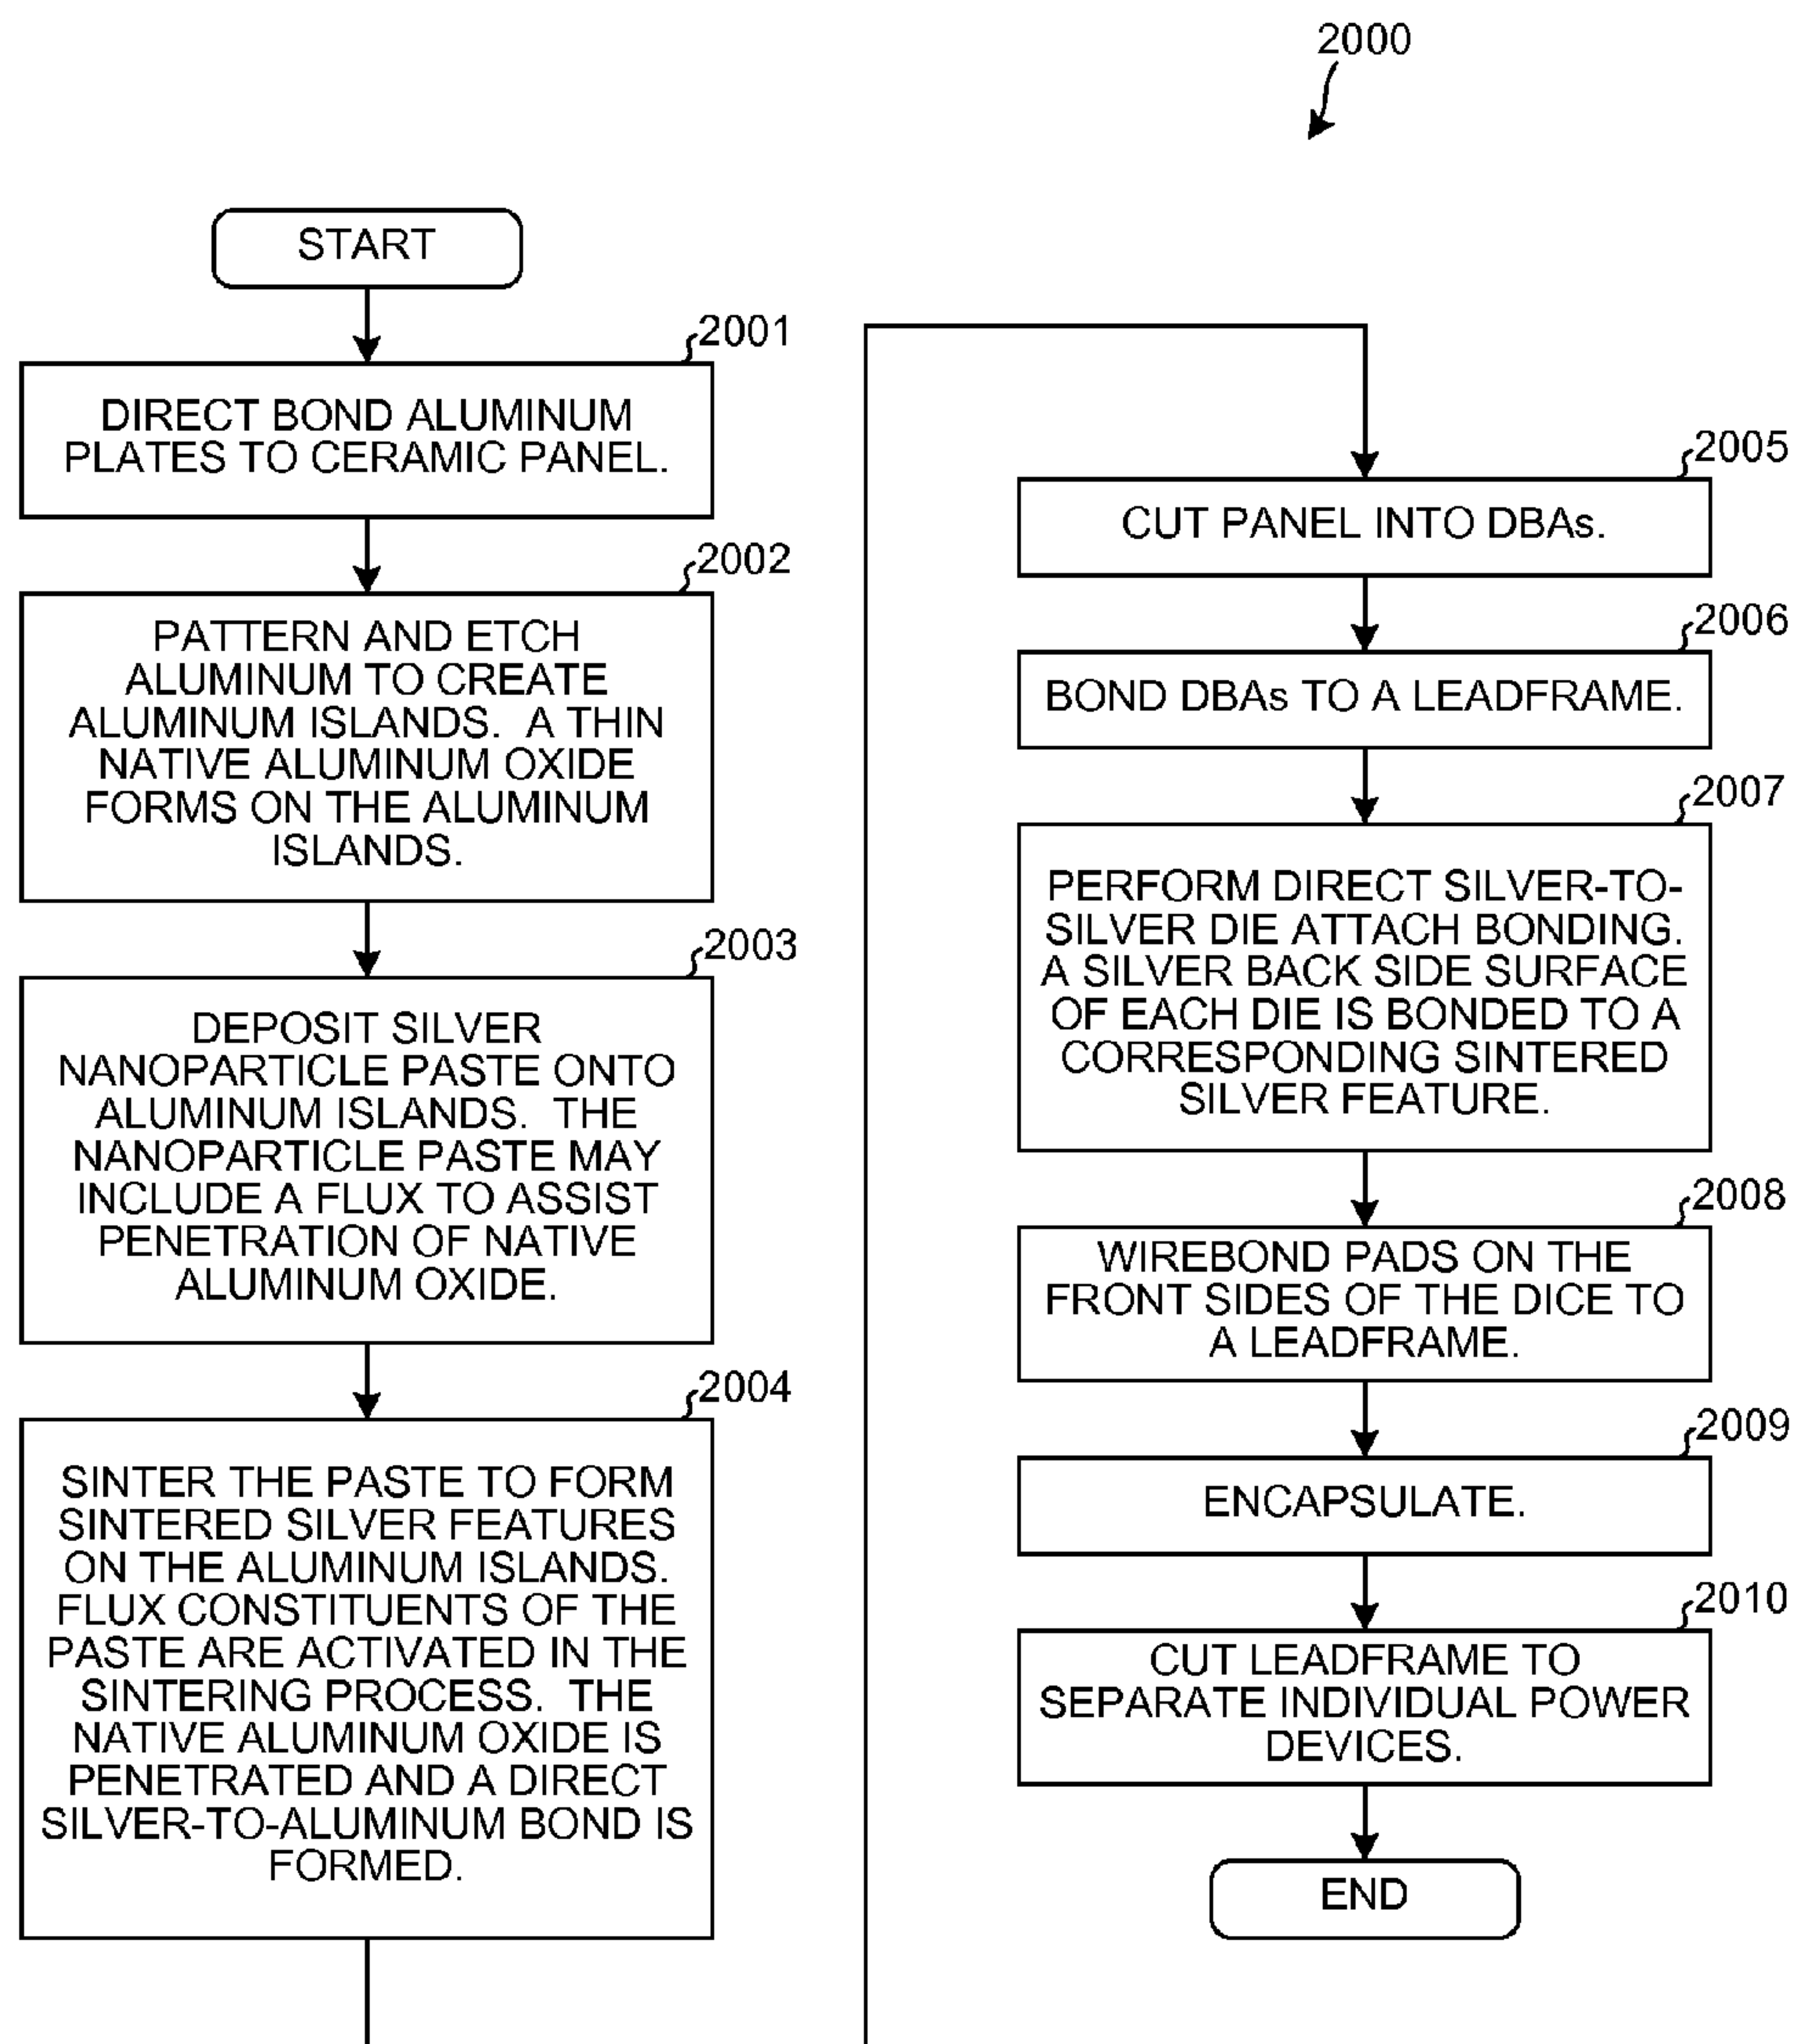 2000
START
2001
DIRECT BOND ALUMINUM
PLATES TO CERAMIC PANEL.
2002
PATTERN AND ETCH
ALUMINUM TO CREATE
ALUMINUM ISLANDS. A THIN
NATIVE ALUMINUM OXIDE
FORMS ON THE ALUMINUM
ISLANDS.
2003
DEPOSIT SILVER
NANOPARTICLE PASTE ONTO
ALUMINUM ISLANDS. THE
NANOPARTICLE PASTE MAY
INCLUDE A FLUX TO ASSIST
PENETRATION OF NATIVE
ALUMINUM OXIDE.
2004
SINTER THE PASTE TO FORM
SINTERED SILVER FEATURES
ON THE ALUMINUM ISLANDS.
FLUX CONSTITUENTS OF THE
PASTE ARE ACTIVATED IN THE
SINTERING PROCESS. THE
NATIVE ALUMINUM OXIDE IS
PENETRATED AND A DIRECT
SILVER-TO-ALUMINUM BOND IS
FORMED.
2005
CUT PANEL INTO DBAs.
2006
BOND DBAs TO A LEADFRAME.
2007
PERFORM DIRECT SILVER-TO-
SILVER DIE ATTACH BONDING.
A SILVER BACK SIDE SURFACE
OF EACH DIE IS BONDED TO A
CORRESPONDING SINTERED
SILVER FEATURE.
2008
WIREBOND PADS ON THE
FRONT SIDES OF THE DICE TO
A LEADFRAME.
2009
ENCAPSULATE.
2010
CUT LEADFRAME TO
SEPARATE INDIVIDUAL POWER
DEVICES.
END